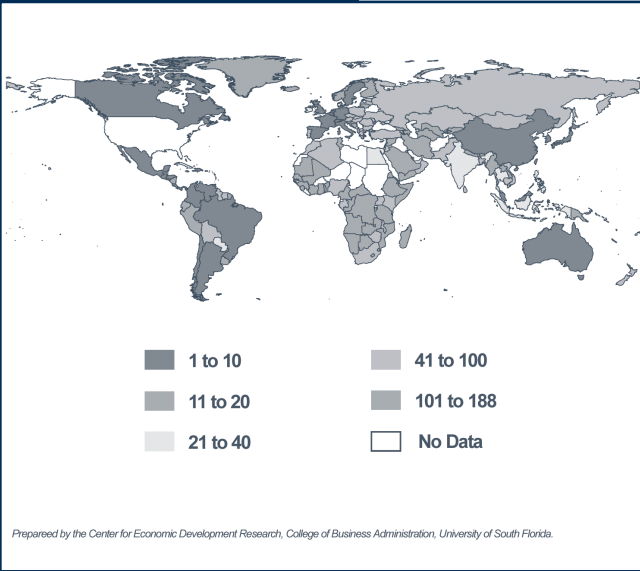 1 to 10
11 to 20
21 to 40
41 to 100
101 to 188
No Data
Prepareed by the Center for Economic Development Research, College of Business Administration, University of South Florida.